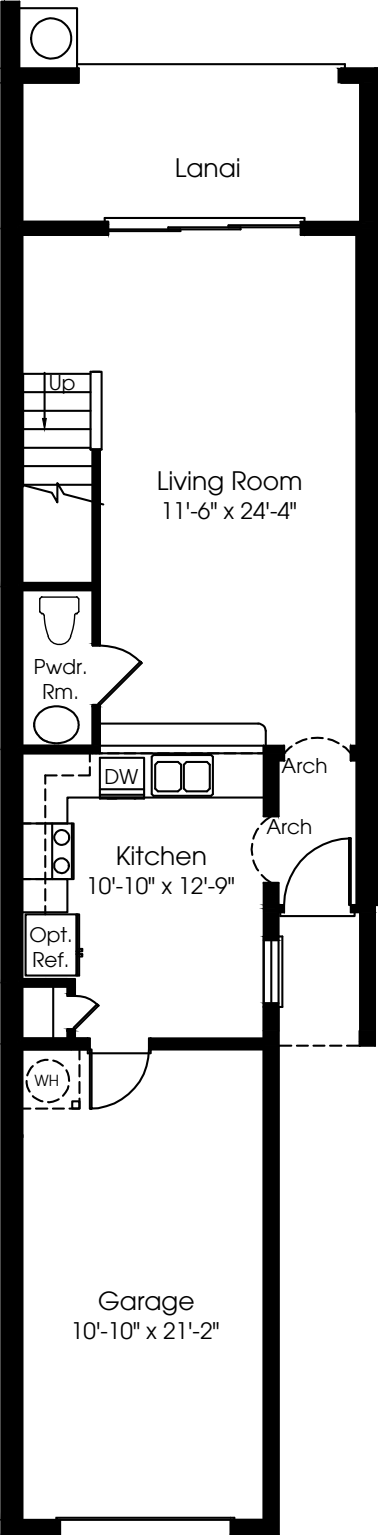 Lanai
Up
Living Room
11'-6" x 24'-4"
Pwdr.
Rm.
DW
Arch
Arch
Kitchen
10'-10" x 12'-9"
Opt.
Ref.
WH
Garage
10'-10" x 21'-2"